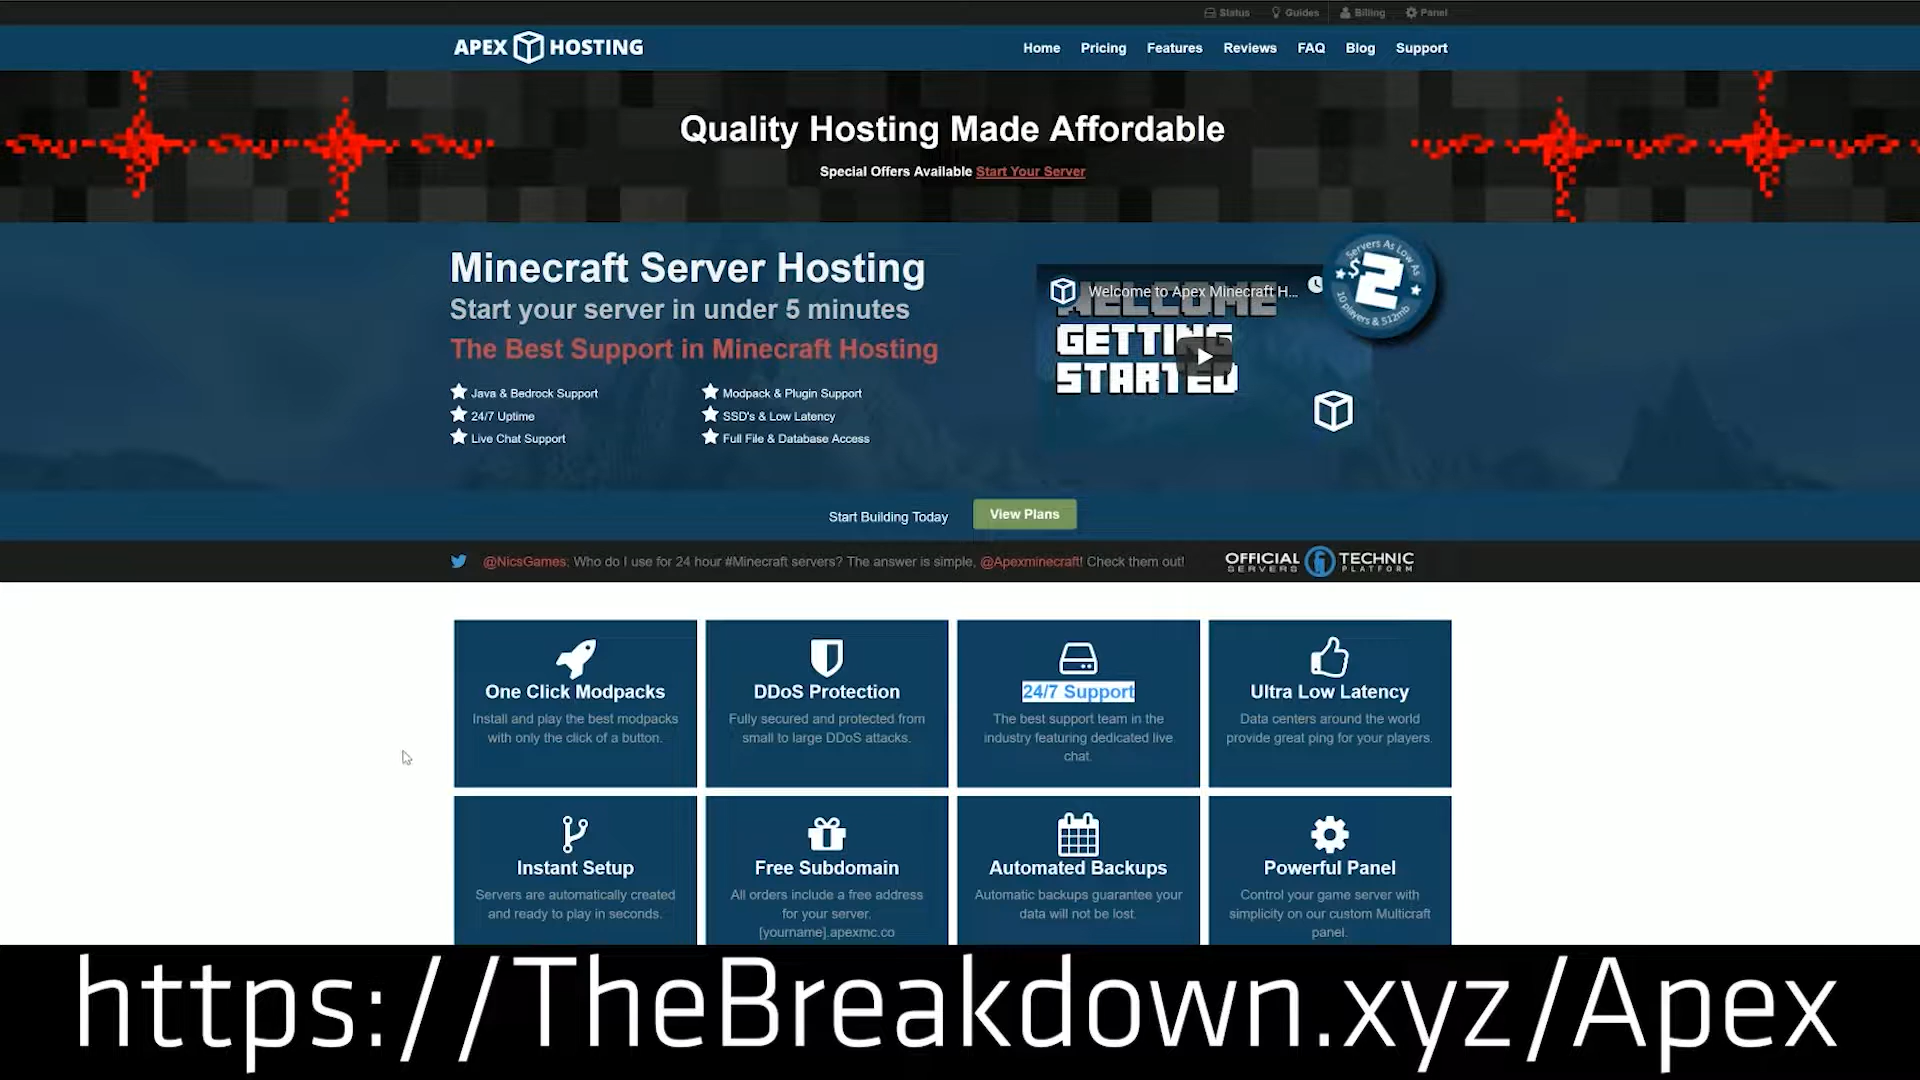 Status Guides Billing Panel
APEX HOSTING
Home Pricing Features Reviews FAQ Blog Support
Quality Hosting Made Affordable
Special Offers Available Start Your Server
Minecraft Server Hosting
Start your server in under 5 minutes
The Best Support in Minecraft Hosting
Java & Bedrock Support
Modpack & Plugin Support
24/7 Uptime
SSD's & Low Latency
Live Chat Support
Full File & Database Access
Welcome to Apex Minecraft H...
WELCOME
GETTING
STARTED
Servers As Low As
$2
10 players & 512mb
Start Building Today
View Plans
@NicsGames: Who do I use for 24 hour #Minecraft servers? The answer is simple, @Apexminecraft! Check them out!
OFFICIAL TECHNIC
SERVERS PLATFORM
One Click Modpacks
Install and play the best modpacks
with only the click of a button.
DDoS Protection
Fully secured and protected from
small to large DDoS attacks.
24/7 Support
The best support team in the
industry featuring dedicated live
chat.
Ultra Low Latency
Data centers around the world
provide great ping for your players.
Instant Setup
Servers are automatically created
and ready to play in seconds.
Free Subdomain
All orders include a free address
for your server.
[yourname].apexmc.co
Automated Backups
Automatic backups guarantee your
data will not be lost.
Powerful Panel
Control your game server with
simplicity on our custom Multicraft
panel.
https://TheBreakdown.xyz/Apex